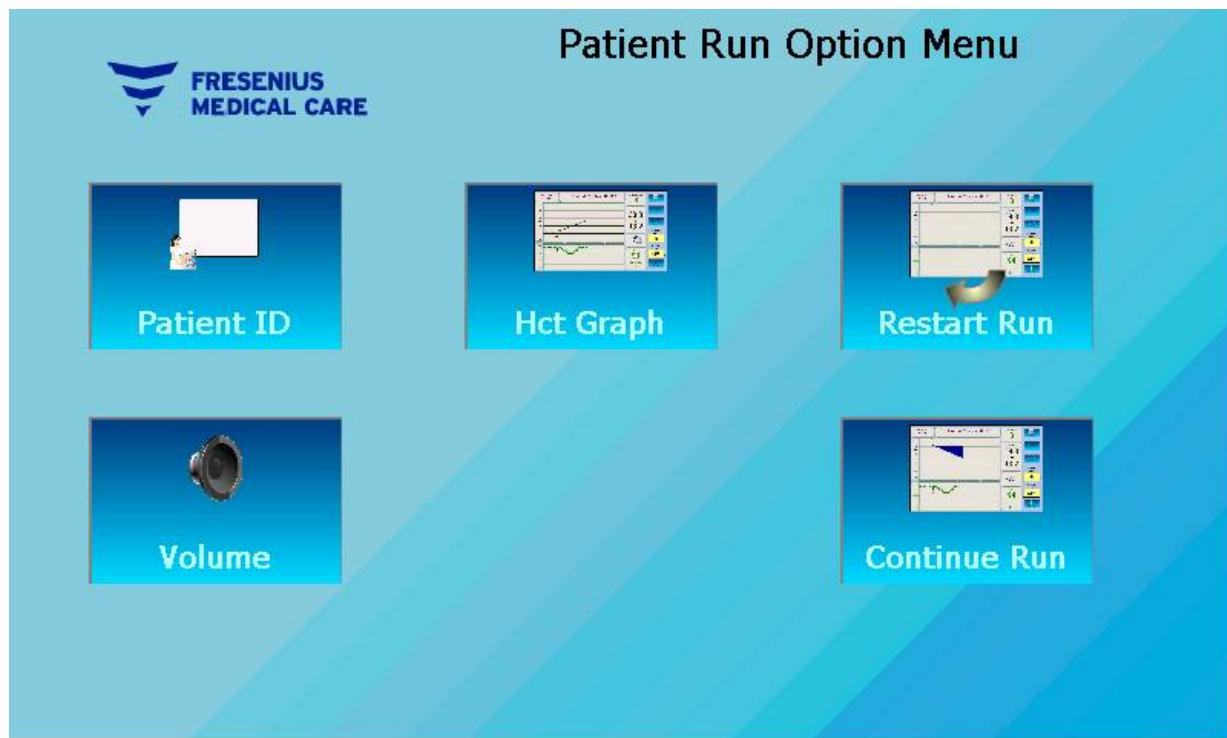 Patient Run Option Menu
FRESENIUS
MEDICAL CARE
Patient ID
Hct Graph
Restart Run
Volume
Continue Run